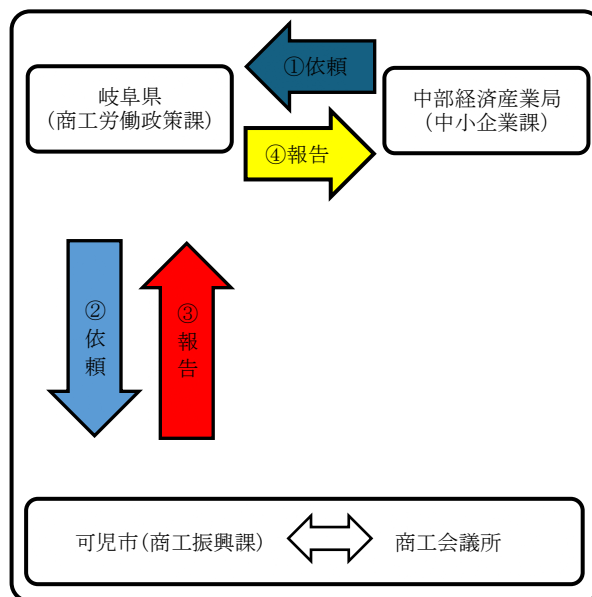 ①依頼
岐阜県
(商工労働政策課)
中部経済産業局
(中小企業課)
④報告
②依頼
③報告
可児市(商工振興課)
商工会議所